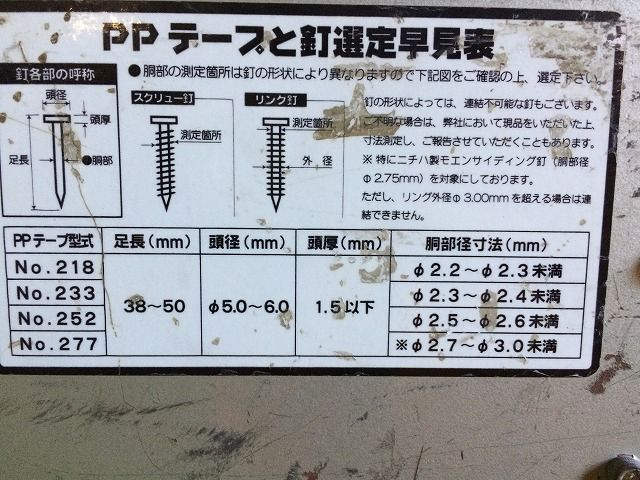 PPテープと釘選定早見表
●胴部の測定箇所は釘の形状により異なりますので下記図をご確認の上、選定下さい。
釘各部の呼称
頭径
頭厚
足長
●胴部
スクリュー釘
測定箇所
リンク釘
測定箇所
外径
釘の形状によっては、連結不可能な釘もございます。
ご不明な場合は、弊社において現品をいただいた上、
寸法測定し、ご報告させていただくこともあります。
※特にニチハ製モエンサイディング釘（胴部径
φ2.75mm）を対象にしております。
ただし、リング外径φ3.00mmを超える場合は連
結できません。
PPテープ型式 足長(mm) 頭径(mm) 頭厚(mm) 胴部径寸法(mm)
No.218 φ2.2～φ2.3未満
No.233 φ2.3～φ2.4未満
38～50 φ5.0～6.0 1.5以下
No.252 φ2.5～φ2.6未満
No.277 ※φ2.7～φ3.0未満